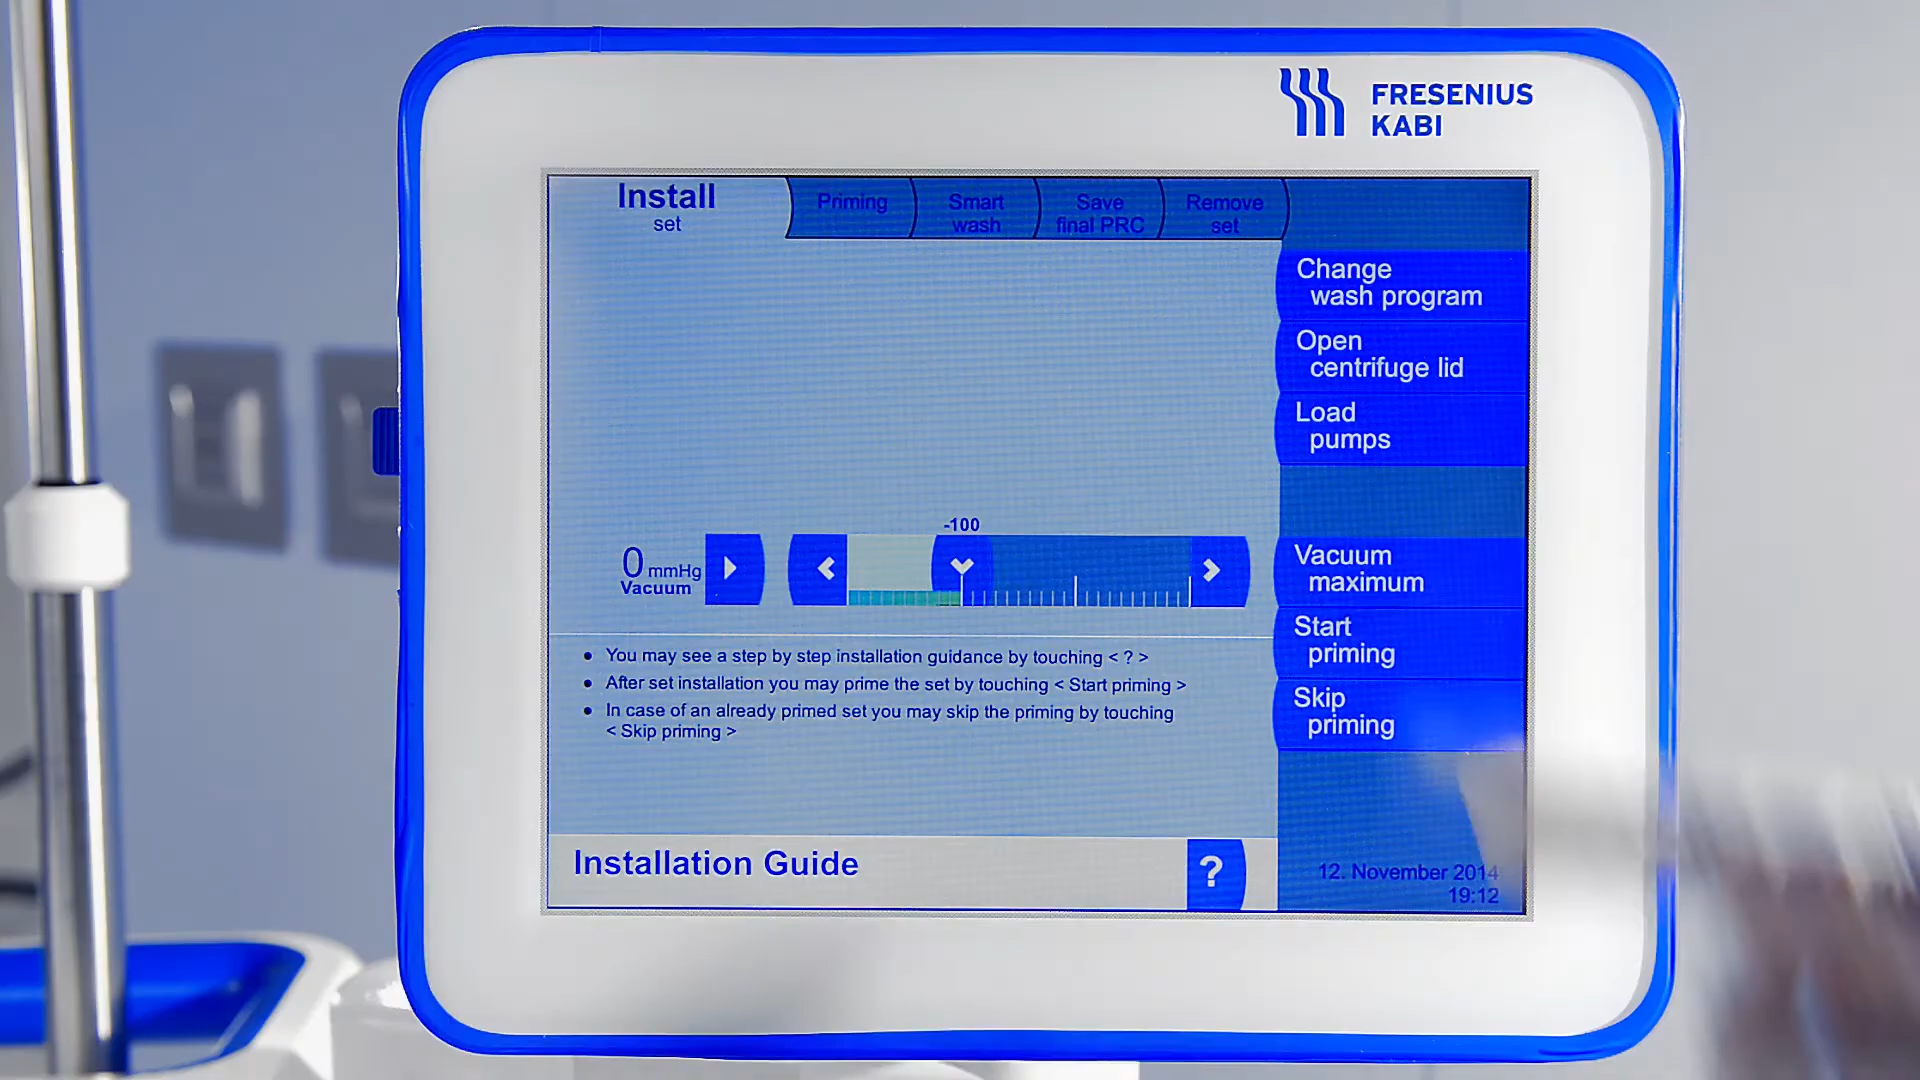 FRESENIUS
KABI
Install
set
Priming
Smart
wash
Save
final PRC
Remove
set
Change
wash program
Open
centrifuge lid
Load
pumps
-100
0 mmHg
Vacuum
Vacuum
maximum
Start
priming
Skip
priming
• You may see a step by step installation guidance by touching < ? >
• After set installation you may prime the set by touching < Start priming >
• In case of an already primed set you may skip the priming by touching
< Skip priming >
Installation Guide
?
12. November 2014
19:12